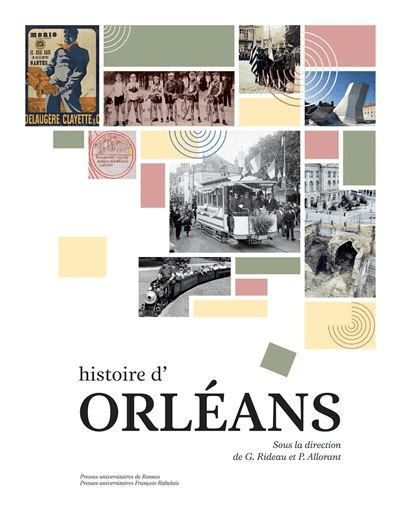 MORIO
NANTES
DELAUGERE CLAYETTE
histoire d'
ORLÉANS
Sous la direction
de G. Rideau et P. Allorant
Presses universitaires de Rennes
Presses universitaires François-Rabelais